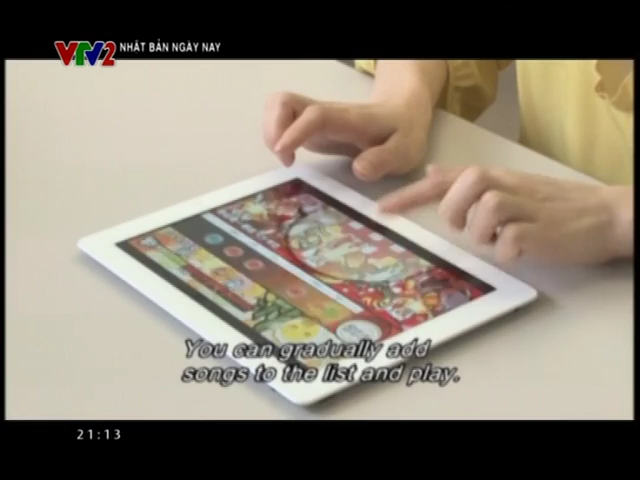 VTV2 NHẬT BẢN NGÀY NAY
You can gradually add
songs to the list and play.
21:13